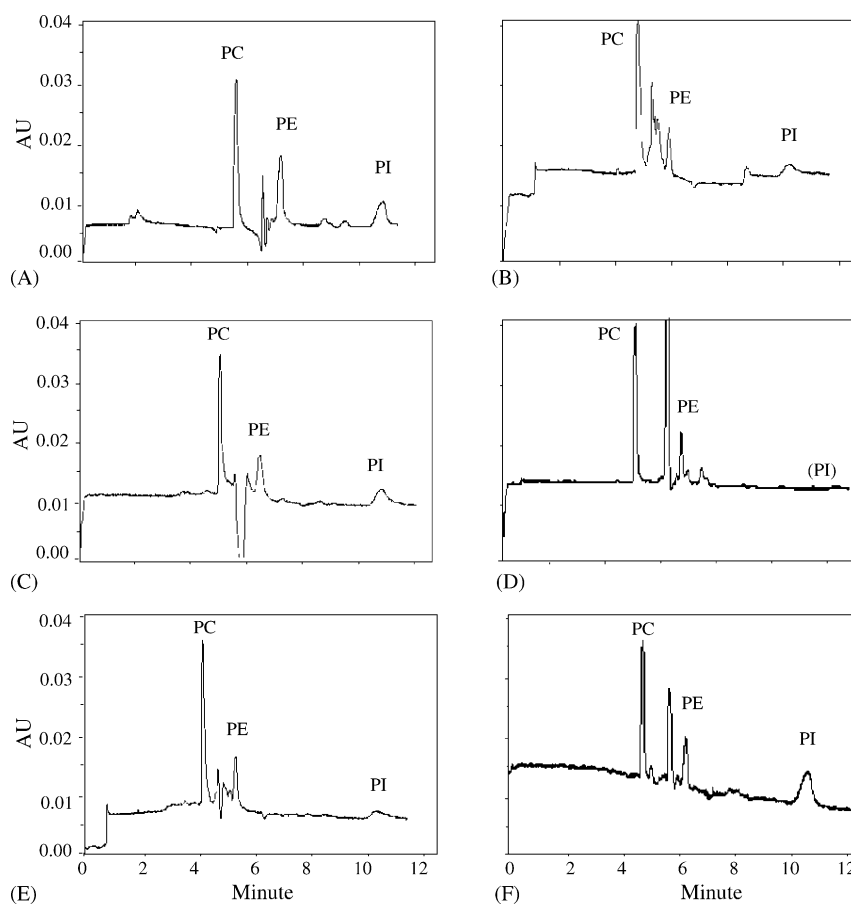 0.04
0.03
0.02
0.01
0.00
AU
PC
PE
PI
(A)
PC
PE
PI
(B)
0.04
0.03
0.02
0.01
0.00
AU
PC
PE
PI
(C)
PC
PE
(PI)
(D)
0.04
0.03
0.02
0.01
0.00
AU
PC
PE
PI
0 2 4 6 8 10 12
Minute
(E)
PC
PE
PI
0 2 4 6 8 10 12
Minute
(F)